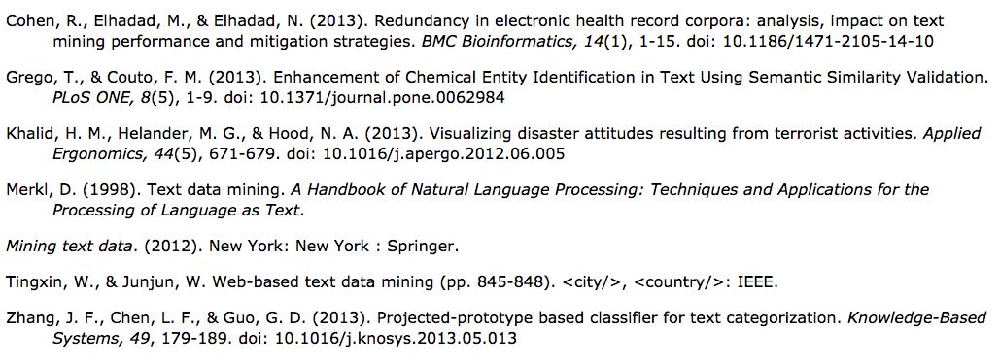 Cohen, R., Elhadad, M., & Elhadad, N. (2013). Redundancy in electronic health record corpora: analysis, impact on text
mining performance and mitigation strategies. BMC Bioinformatics, 14(1), 1-15. doi: 10.1186/1471-2105-14-10
Grego, T., & Couto, F. M. (2013). Enhancement of Chemical Entity Identification in Text Using Semantic Similarity Validation.
PLoS ONE, 8(5), 1-9. doi: 10.1371/journal.pone.0062984
Khalid, H. M., Helander, M. G., & Hood, N. A. (2013). Visualizing disaster attitudes resulting from terrorist activities. Applied
Ergonomics, 44(5), 671-679. doi: 10.1016/j.apergo.2012.06.005
Merkl, D. (1998). Text data mining. A Handbook of Natural Language Processing: Techniques and Applications for the
Processing of Language as Text.
Mining text data. (2012). New York: New York : Springer.
Tingxin, W., & Junjun, W. Web-based text data mining (pp. 845-848). <city/>, <country/>: IEEE.
Zhang, J. F., Chen, L. F., & Guo, G. D. (2013). Projected-prototype based classifier for text categorization. Knowledge-Based
Systems, 49, 179-189. doi: 10.1016/j.knosys.2013.05.013